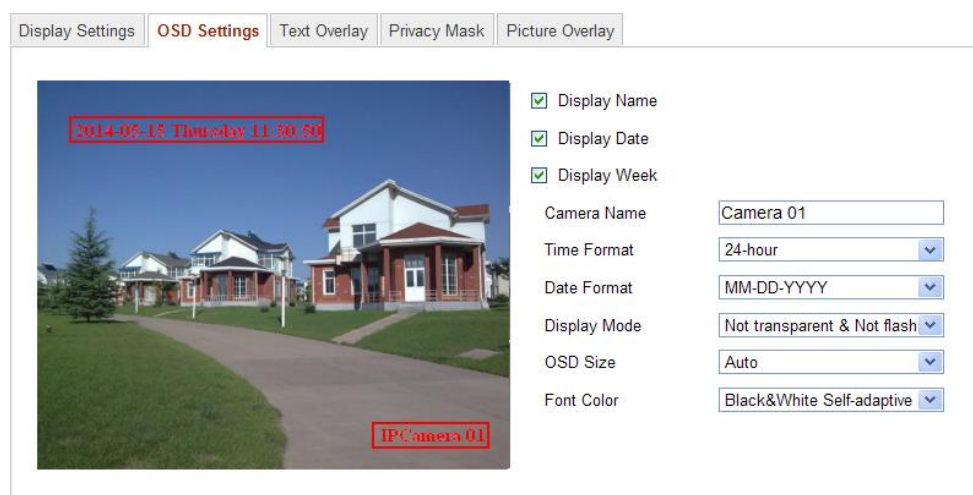 Display Settings OSD Settings Text Overlay Privacy Mask Picture Overlay
2014-05-15 Thursday 11:30:50
IPCamera 01
Display Name
Display Date
Display Week
Camera Name Camera 01
Time Format 24-hour
Date Format MM-DD-YYYY
Display Mode Not transparent & Not flash
OSD Size Auto
Font Color Black&White Self-adaptive